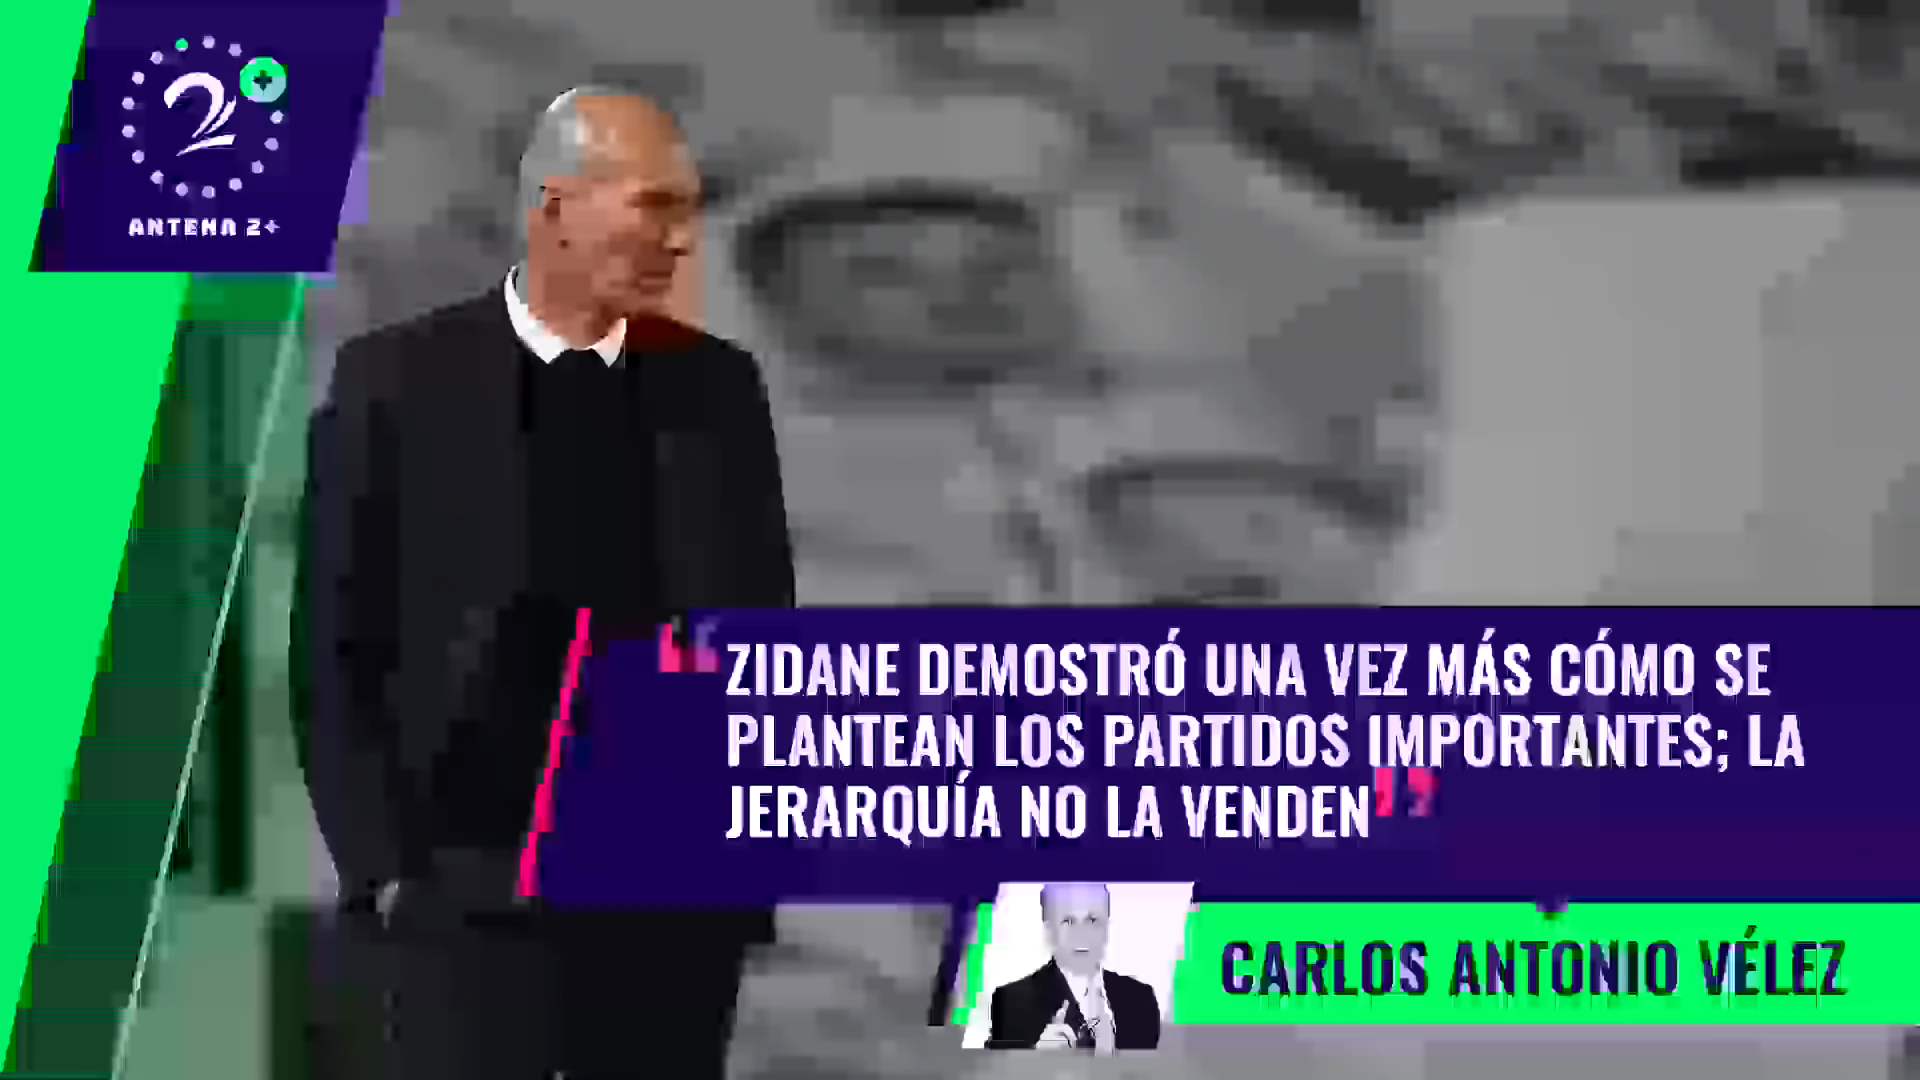 2+
ANTENA 2+
“ZIDANE DEMOSTRÓ UNA VEZ MÁS CÓMO SE
PLANTEAN LOS PARTIDOS IMPORTANTES; LA
JERARQUÍA NO LA VENDEN”
CARLOS ANTONIO VÉLEZ